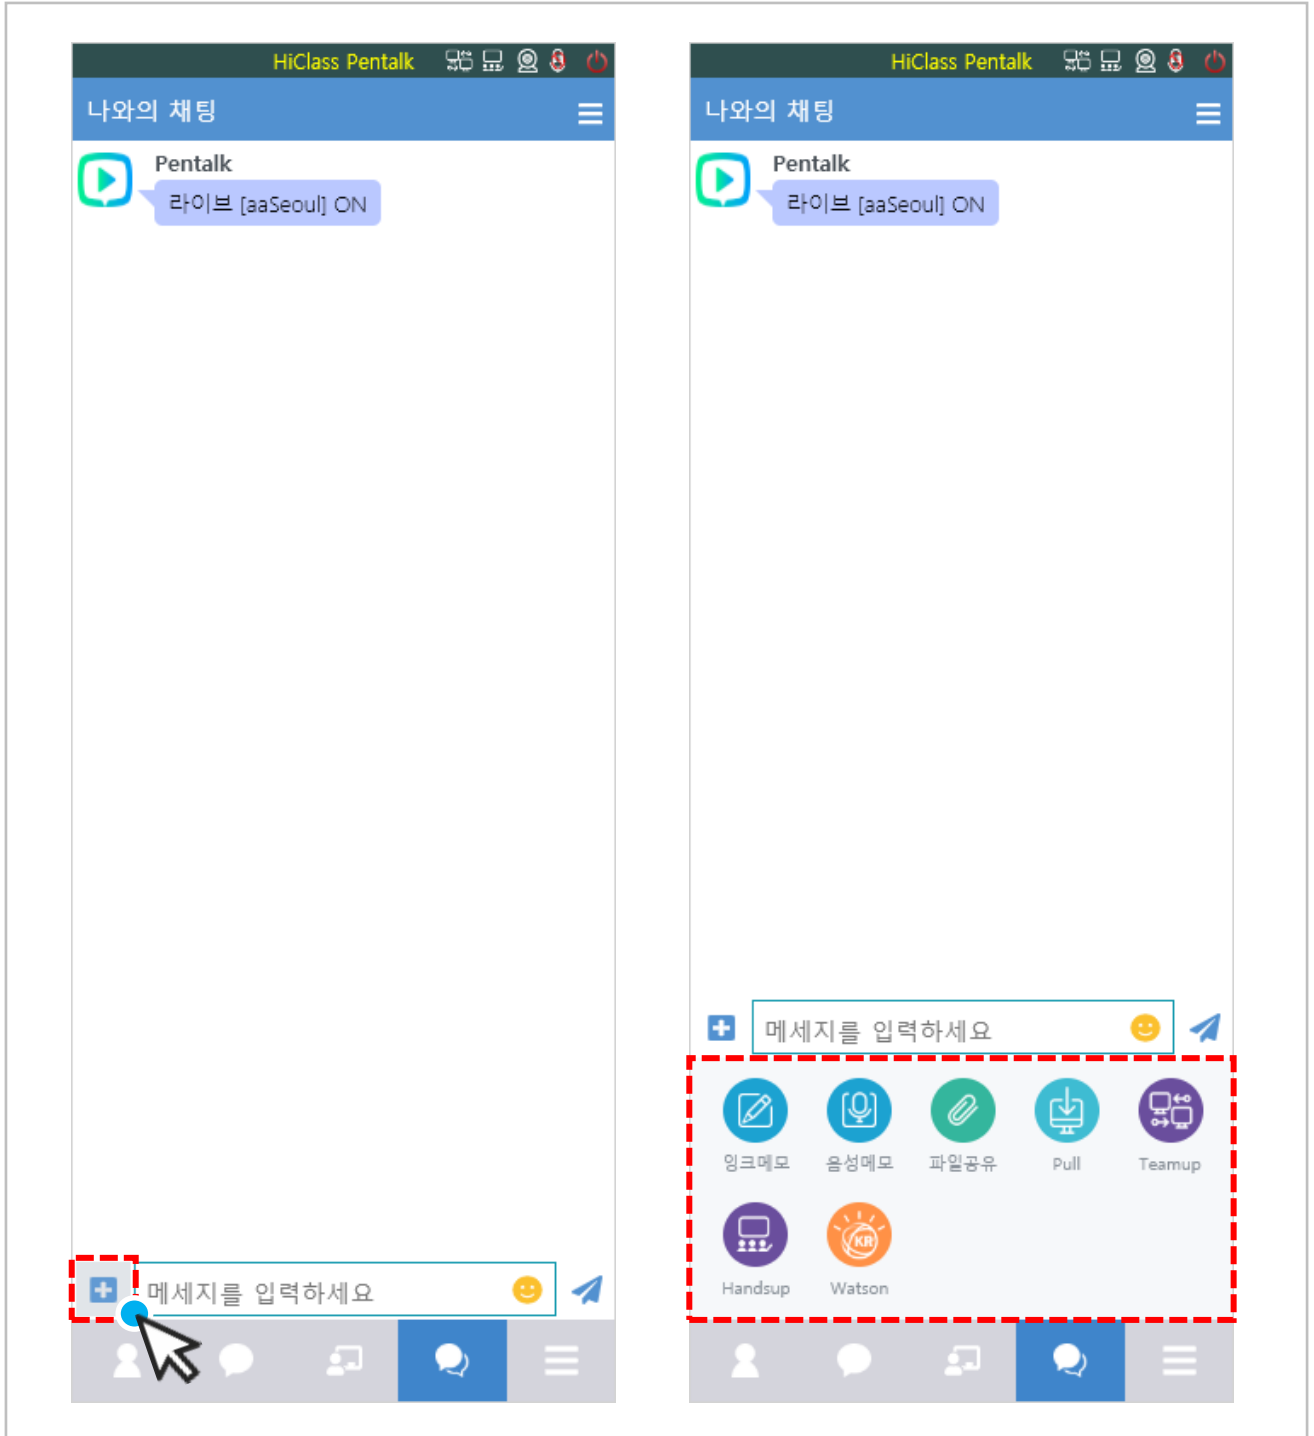 HiClass Pentalk
나와의 채팅
Pentalk
라이브 [aaSeoul] ON
메세지를 입력하세요
HiClass Pentalk
나와의 채팅
Pentalk
라이브 [aaSeoul] ON
메세지를 입력하세요
잉크메모 음성메모 파일공유 Pull Teamup
KR
Handsup Watson